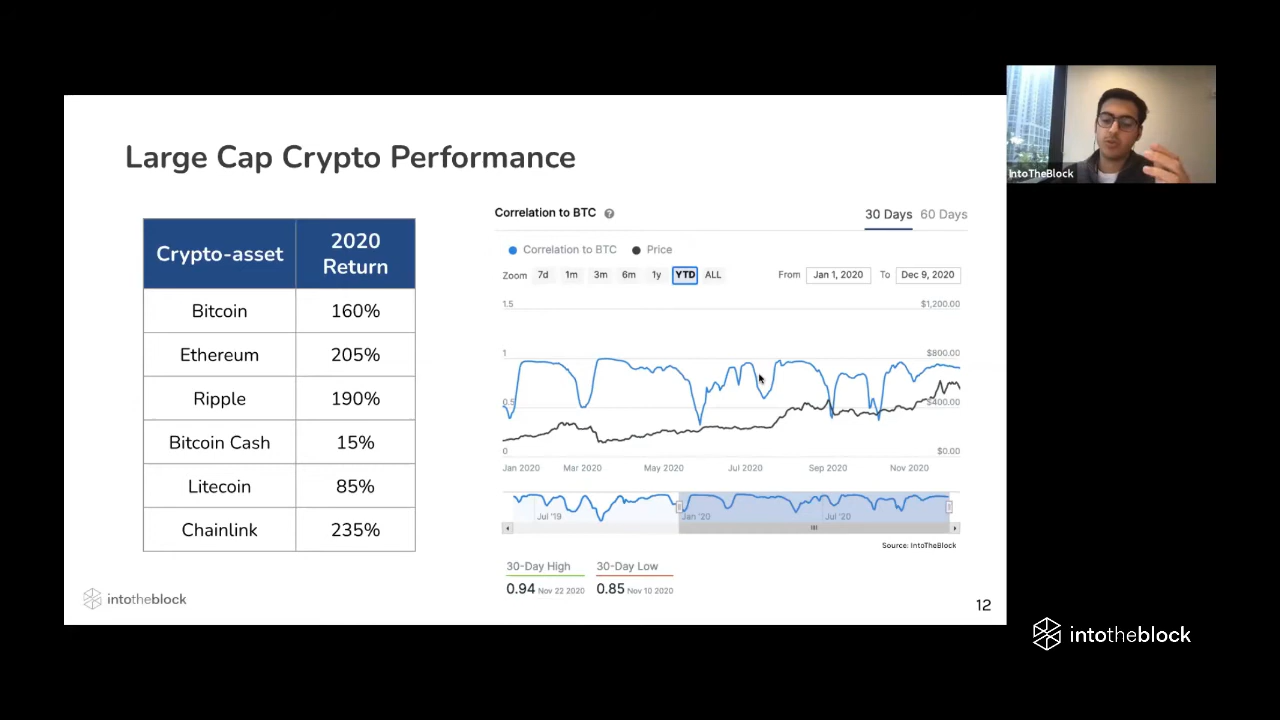 Large Cap Crypto Performance
Crypto-asset 2020 Return
Bitcoin 160%
Ethereum 205%
Ripple 190%
Bitcoin Cash 15%
Litecoin 85%
Chainlink 235%
Correlation to BTC ?
30 Days 60 Days
Correlation to BTC Price
Zoom 7d 1m 3m 6m 1y YTD ALL
From Jan 1, 2020 To Dec 9, 2020
1.5 $1,200.00
1 $800.00
0.5 $400.00
0 $0.00
Jan 2020 Mar 2020 May 2020 Jul 2020 Sep 2020 Nov 2020
Jul '19 Jan '20 Jul '20
Source: IntoTheBlock
30-Day High 30-Day Low
0.94 Nov 22 2020 0.85 Nov 10 2020
intotheblock
12
IntoTheBlock
intotheblock